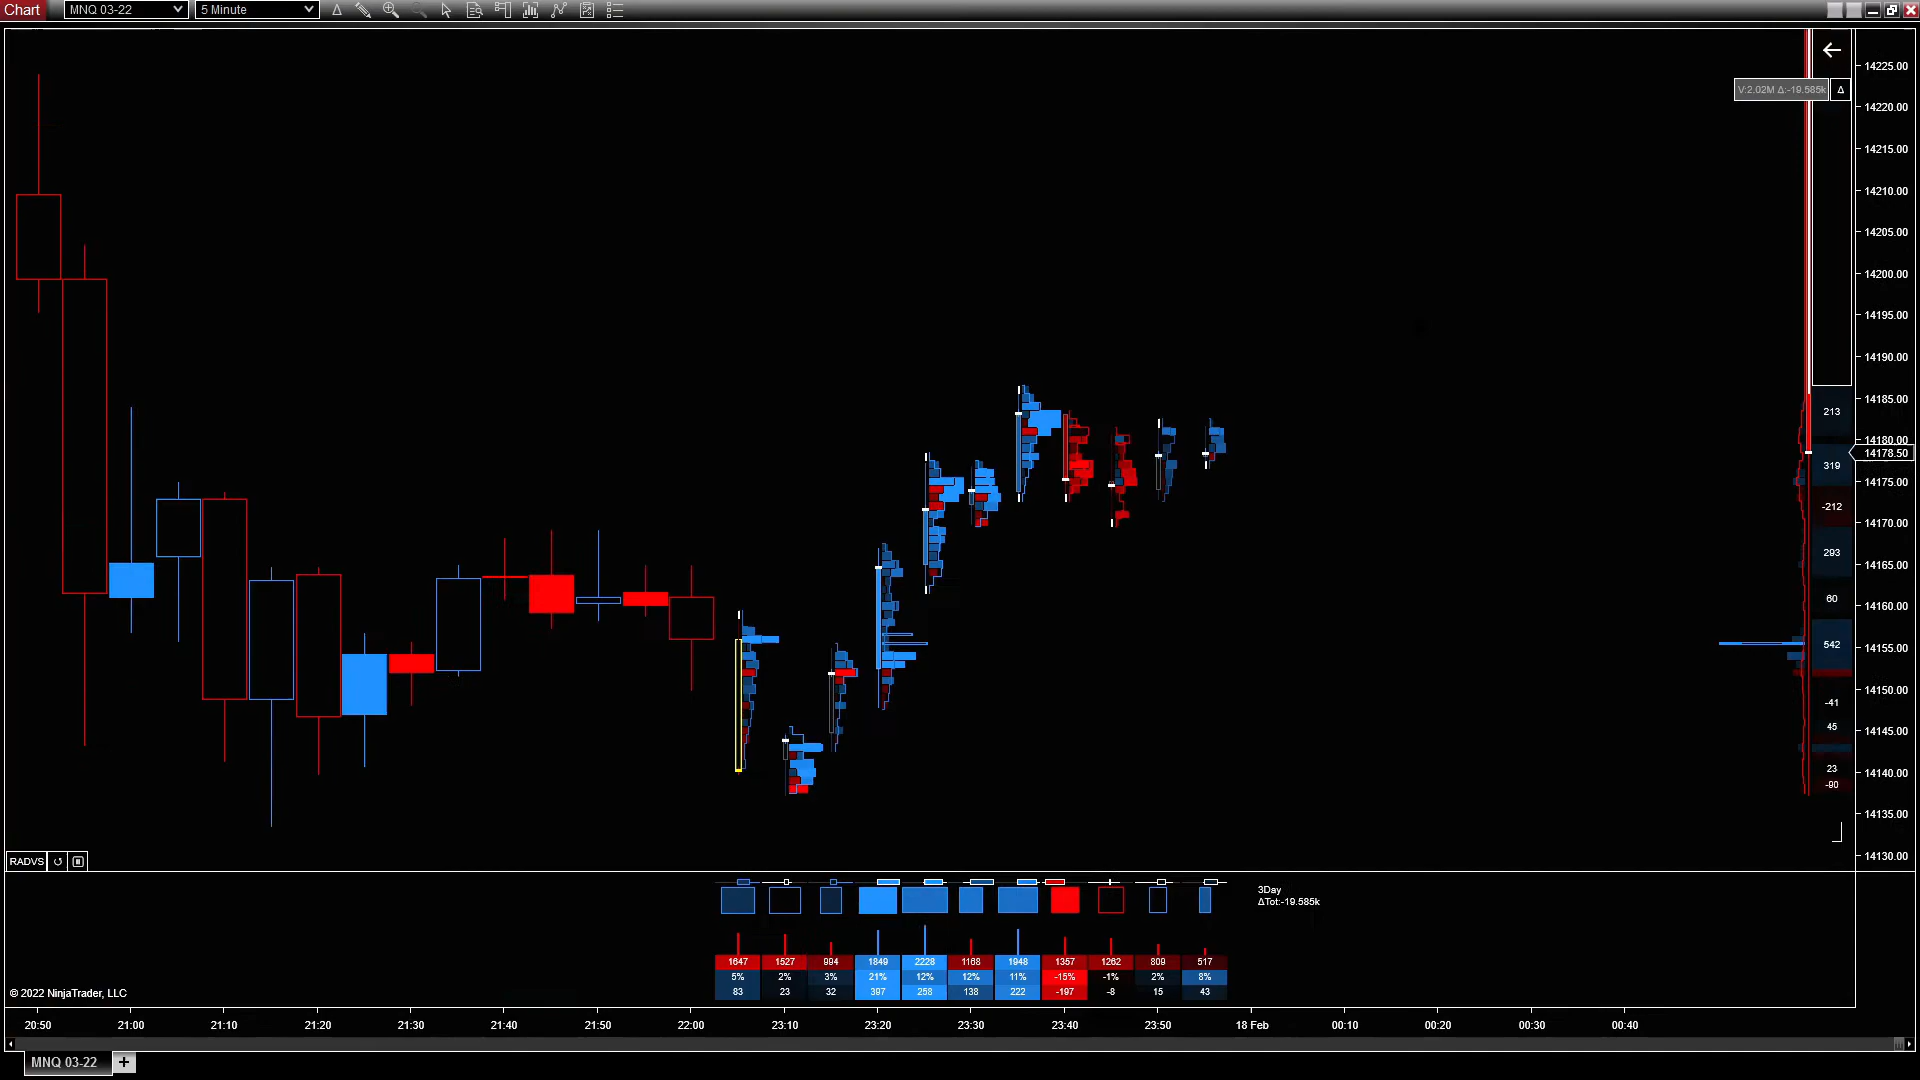 Chart MNQ 03-22 5 Minute Δ
14225.00
V:2.02M Δ:-19.585k Δ
14220.00
14215.00
14210.00
14205.00
14200.00
14195.00
14190.00
14185.00
213
14180.00
14178.50
319
14175.00
-212
14170.00
293
14165.00
60
14160.00
542
14155.00
14150.00
-41
45
14145.00
23
14140.00
-90
14135.00
14130.00
RADVS
3Day
ΔTot:-19.585k
1647 1527 994 1849 2228 1168 1948 1357 1262 809 517
5% 2% 3% 21% 12% 12% 11% -15% -1% 2% 8%
83 23 32 397 258 138 222 -197 -8 15 43
© 2022 NinjaTrader, LLC
20:50 21:00 21:10 21:20 21:30 21:40 21:50 22:00 23:10 23:20 23:30 23:40 23:50 18 Feb 00:10 00:20 00:30 00:40
MNQ 03-22 +